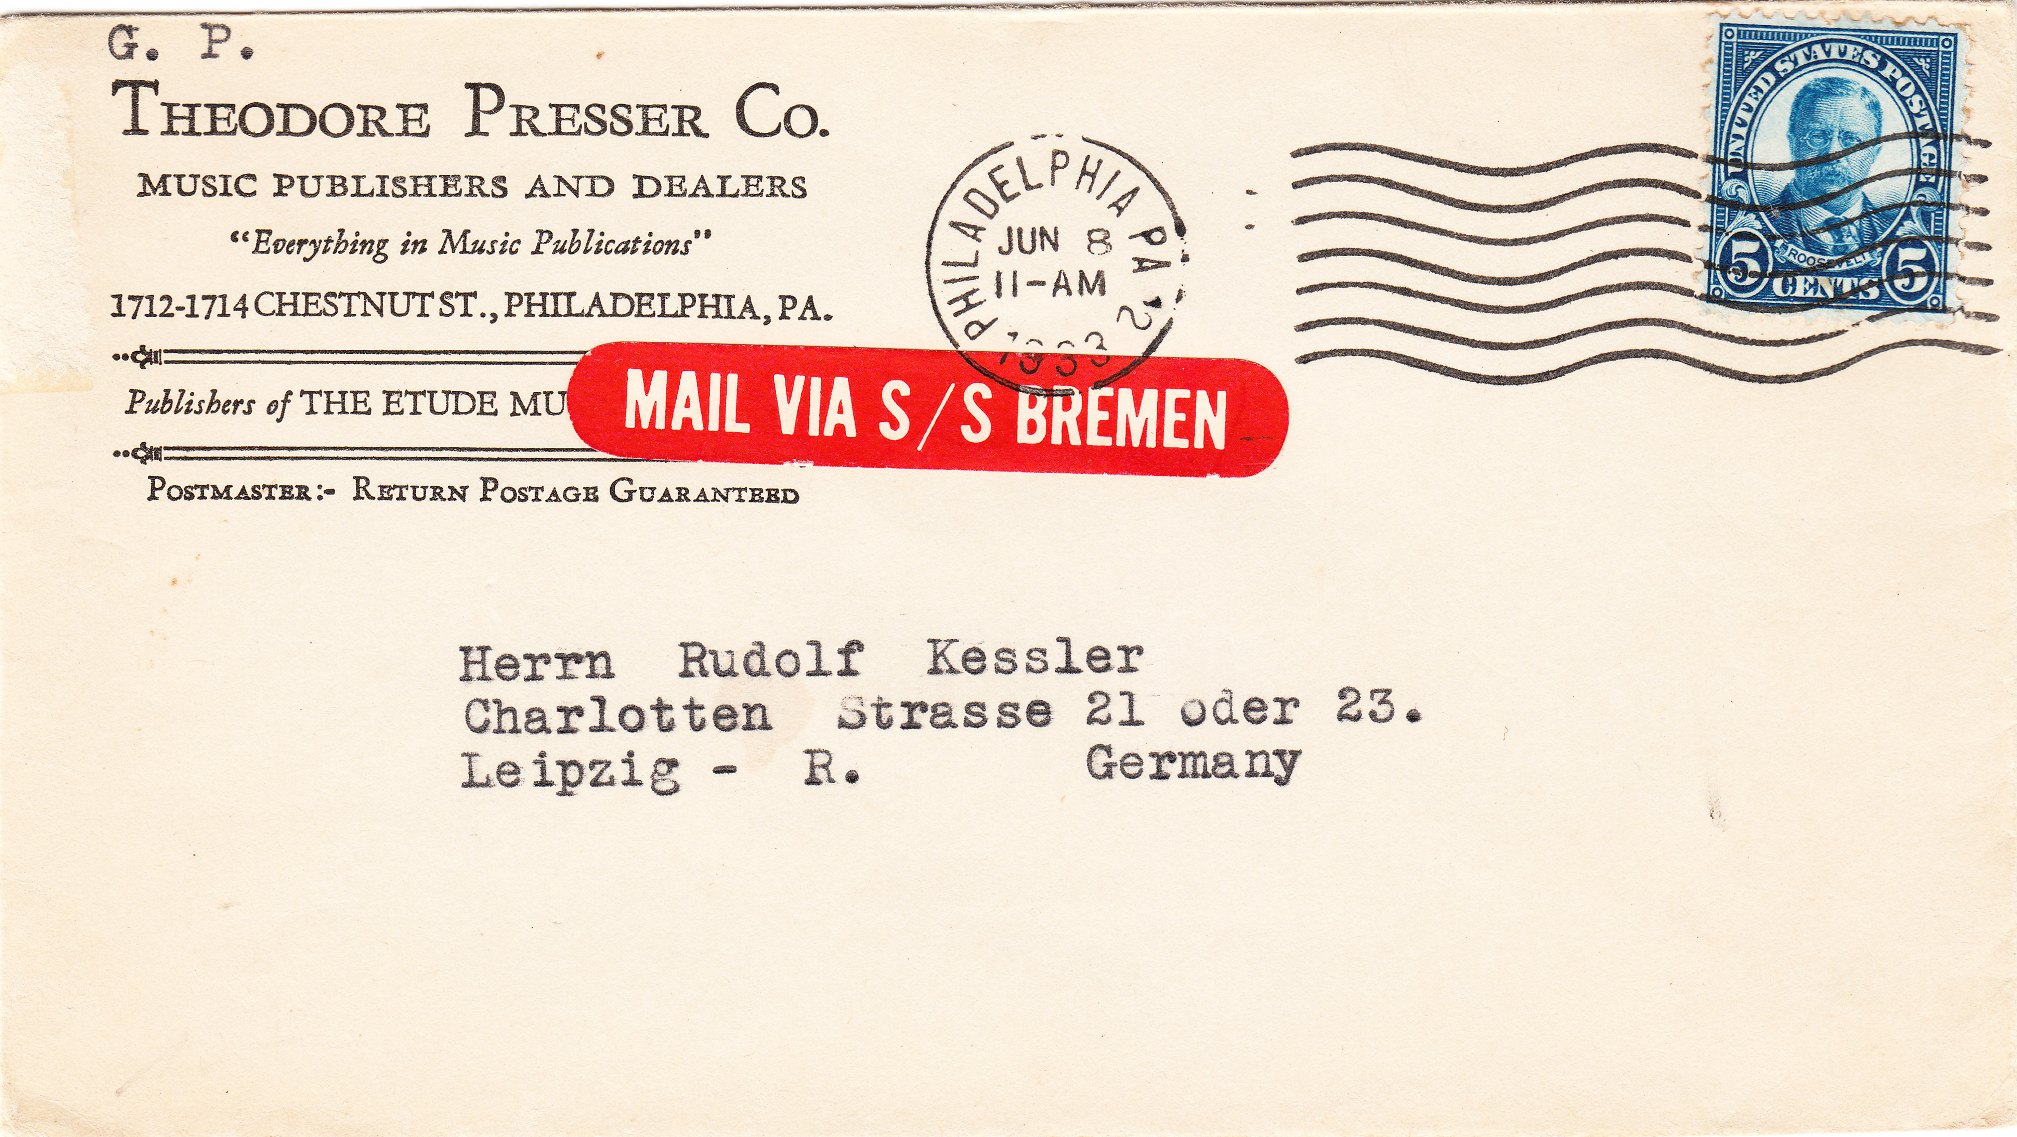 G. P.
THEODORE PRESSER CO.
MUSIC PUBLISHERS AND DEALERS
"Everything in Music Publications"
1712-1714 CHESTNUT ST., PHILADELPHIA, PA.
Publishers of THE ETUDE MU
POSTMASTER:- RETURN POSTAGE GUARANTEED
MAIL VIA S/S BREMEN
PHILADELPHIA PA 2
JUN 8
11-AM
1933
UNITED STATES POSTAGE
ROOSEVELT
5 CENTS 5
Herrn Rudolf Kessler
Charlotten Strasse 21 oder 23.
Leipzig - R. Germany